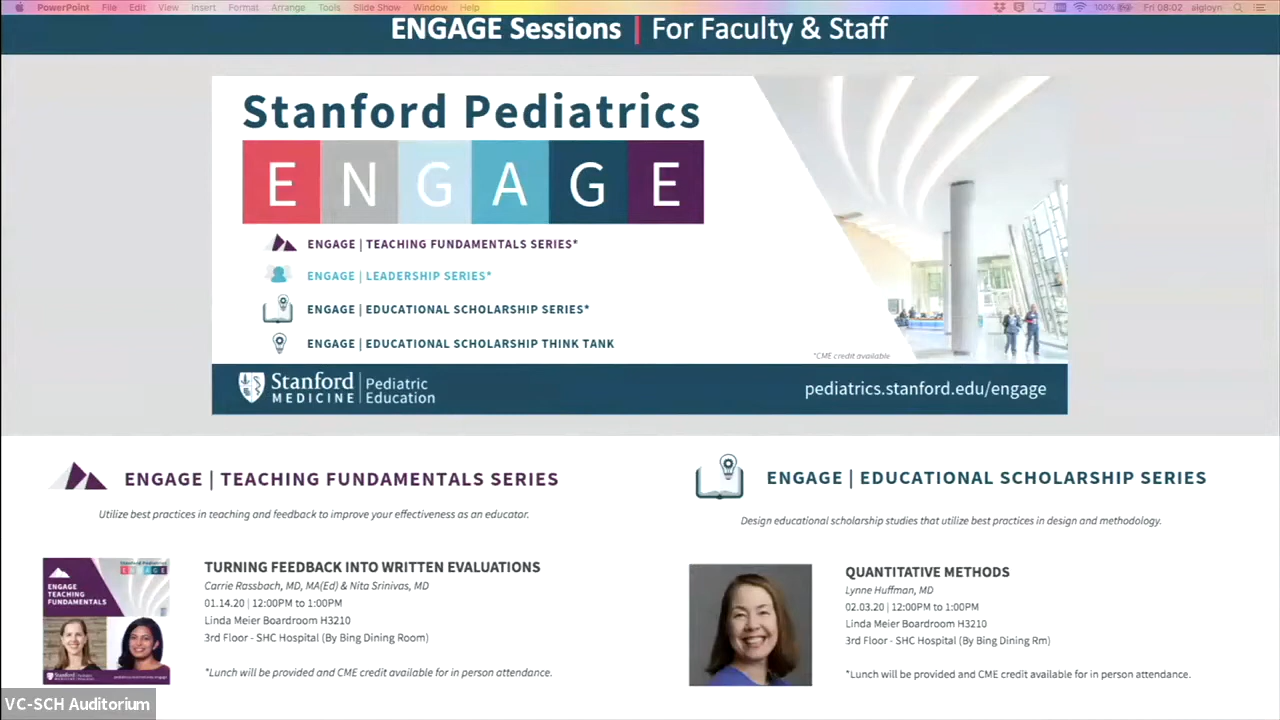 PowerPoint File Edit View Insert Format Arrange Tools Slide Show Window Help 100% Fri 08:02 algloyn
ENGAGE Sessions | For Faculty & Staff
Stanford Pediatrics
ENGAGE
ENGAGE | TEACHING FUNDAMENTALS SERIES*
ENGAGE | LEADERSHIP SERIES*
ENGAGE | EDUCATIONAL SCHOLARSHIP SERIES*
ENGAGE | EDUCATIONAL SCHOLARSHIP THINK TANK
*CME credit available
Stanford MEDICINE | Pediatric Education
pediatrics.stanford.edu/engage
ENGAGE | TEACHING FUNDAMENTALS SERIES
Utilize best practices in teaching and feedback to improve your effectiveness as an educator.
Stanford Pediatrics
ENGAGE
ENGAGE
TEACHING
FUNDAMENTALS
Stanford
TURNING FEEDBACK INTO WRITTEN EVALUATIONS
Carrie Rassbach, MD, MA(Ed) & Nita Srinivas, MD
01.14.20 | 12:00PM to 1:00PM
Linda Meier Boardroom H3210
3rd Floor - SHC Hospital (By Bing Dining Room)
*Lunch will be provided and CME credit available for in person attendance.
ENGAGE | EDUCATIONAL SCHOLARSHIP SERIES
Design educational scholarship studies that utilize best practices in design and methodology.
QUANTITATIVE METHODS
Lynne Huffman, MD
02.03.20 | 12:00PM to 1:00PM
Linda Meier Boardroom H3210
3rd Floor - SHC Hospital (By Bing Dining Rm)
*Lunch will be provided and CME credit available for in person attendance.
VC-SCH Auditorium